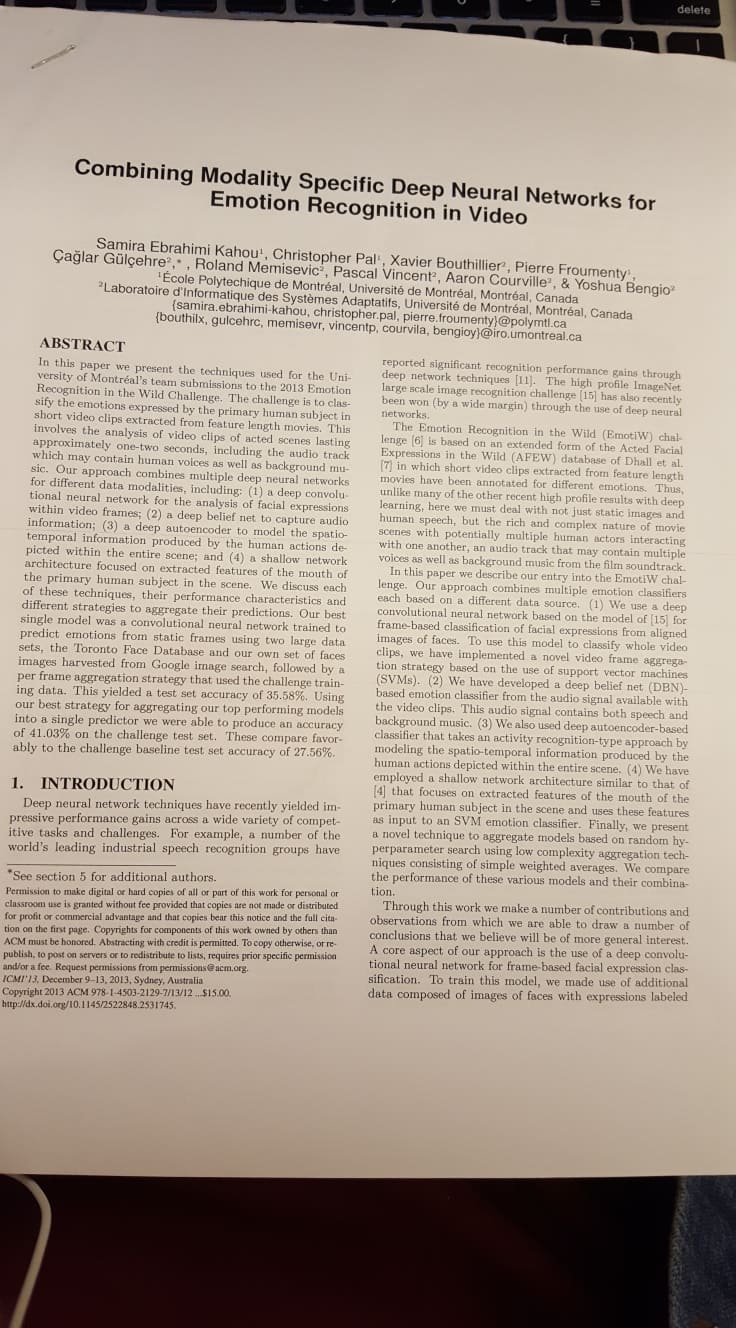 delete
Combining Modality Specific Deep Neural Networks for
Emotion Recognition in Video
Samira Ebrahimi Kahou¹, Christopher Pal¹, Xavier Bouthillier², Pierre Froumenty¹,
Çağlar Gülçehre²,* , Roland Memisevic², Pascal Vincent², Aaron Courville², & Yoshua Bengio²
¹École Polytechique de Montréal, Université de Montréal, Montréal, Canada
²Laboratoire d'Informatique des Systèmes Adaptatifs, Université de Montréal, Montréal, Canada
{samira.ebrahimi-kahou, christopher.pal, pierre.froumenty}@polymtl.ca
{bouthilx, gulcehrc, memisevr, vincentp, courvila, bengioy}@iro.umontreal.ca
ABSTRACT
In this paper we present the techniques used for the Uni-
versity of Montréal's team submissions to the 2013 Emotion
Recognition in the Wild Challenge. The challenge is to clas-
sify the emotions expressed by the primary human subject in
short video clips extracted from feature length movies. This
involves the analysis of video clips of acted scenes lasting
approximately one-two seconds, including the audio track
which may contain human voices as well as background mu-
sic. Our approach combines multiple deep neural networks
for different data modalities, including: (1) a deep convolu-
tional neural network for the analysis of facial expressions
within video frames; (2) a deep belief net to capture audio
information; (3) a deep autoencoder to model the spatio-
temporal information produced by the human actions de-
picted within the entire scene; and (4) a shallow network
architecture focused on extracted features of the mouth of
the primary human subject in the scene. We discuss each
of these techniques, their performance characteristics and
different strategies to aggregate their predictions. Our best
single model was a convolutional neural network trained to
predict emotions from static frames using two large data
sets, the Toronto Face Database and our own set of faces
images harvested from Google image search, followed by a
per frame aggregation strategy that used the challenge train-
ing data. This yielded a test set accuracy of 35.58%. Using
our best strategy for aggregating our top performing models
into a single predictor we were able to produce an accuracy
of 41.03% on the challenge test set. These compare favor-
ably to the challenge baseline test set accuracy of 27.56%.
1. INTRODUCTION
Deep neural network techniques have recently yielded im-
pressive performance gains across a wide variety of compet-
itive tasks and challenges. For example, a number of the
world's leading industrial speech recognition groups have
*See section 5 for additional authors.
Permission to make digital or hard copies of all or part of this work for personal or
classroom use is granted without fee provided that copies are not made or distributed
for profit or commercial advantage and that copies bear this notice and the full cita-
tion on the first page. Copyrights for components of this work owned by others than
ACM must be honored. Abstracting with credit is permitted. To copy otherwise, or re-
publish, to post on servers or to redistribute to lists, requires prior specific permission
and/or a fee. Request permissions from permissions@acm.org.
ICMI'13, December 9–13, 2013, Sydney, Australia
Copyright 2013 ACM 978-1-4503-2129-7/13/12 ...$15.00.
http://dx.doi.org/10.1145/2522848.2531745.
reported significant recognition performance gains through
deep network techniques [11]. The high profile ImageNet
large scale image recognition challenge [15] has also recently
been won (by a wide margin) through the use of deep neural
networks.
The Emotion Recognition in the Wild (EmotiW) chal-
lenge [6] is based on an extended form of the Acted Facial
Expressions in the Wild (AFEW) database of Dhall et al.
[7] in which short video clips extracted from feature length
movies have been annotated for different emotions. Thus,
unlike many of the other recent high profile results with deep
learning, here we must deal with not just static images and
human speech, but the rich and complex nature of movie
scenes with potentially multiple human actors interacting
with one another, an audio track that may contain multiple
voices as well as background music from the film soundtrack.
In this paper we describe our entry into the EmotiW chal-
lenge. Our approach combines multiple emotion classifiers
each based on a different data source. (1) We use a deep
convolutional neural network based on the model of [15] for
frame-based classification of facial expressions from aligned
images of faces. To use this model to classify whole video
clips, we have implemented a novel video frame aggrega-
tion strategy based on the use of support vector machines
(SVMs). (2) We have developed a deep belief net (DBN)-
based emotion classifier from the audio signal available with
the video clips. This audio signal contains both speech and
background music. (3) We also used deep autoencoder-based
classifier that takes an activity recognition-type approach by
modeling the spatio-temporal information produced by the
human actions depicted within the entire scene. (4) We have
employed a shallow network architecture similar to that of
[4] that focuses on extracted features of the mouth of the
primary human subject in the scene and uses these features
as input to an SVM emotion classifier. Finally, we present
a novel technique to aggregate models based on random hy-
perparameter search using low complexity aggregation tech-
niques consisting of simple weighted averages. We compare
the performance of these various models and their combina-
tion.
Through this work we make a number of contributions and
observations from which we are able to draw a number of
conclusions that we believe will be of more general interest.
A core aspect of our approach is the use of a deep convolu-
tional neural network for frame-based facial expression clas-
sification. To train this model, we made use of additional
data composed of images of faces with expressions labeled